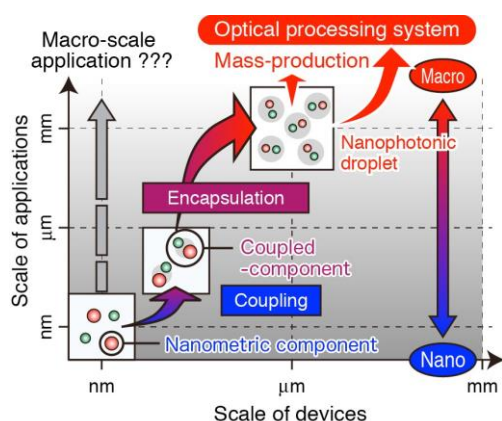 Optical processing system
Macro-scale
application ???
Mass-production
Macro
Nanophotonic
droplet
Encapsulation
Coupled
-component
Coupling
Nanometric component
Nano
Scale of applications
mm
μm
nm
nm
μm
mm
Scale of devices